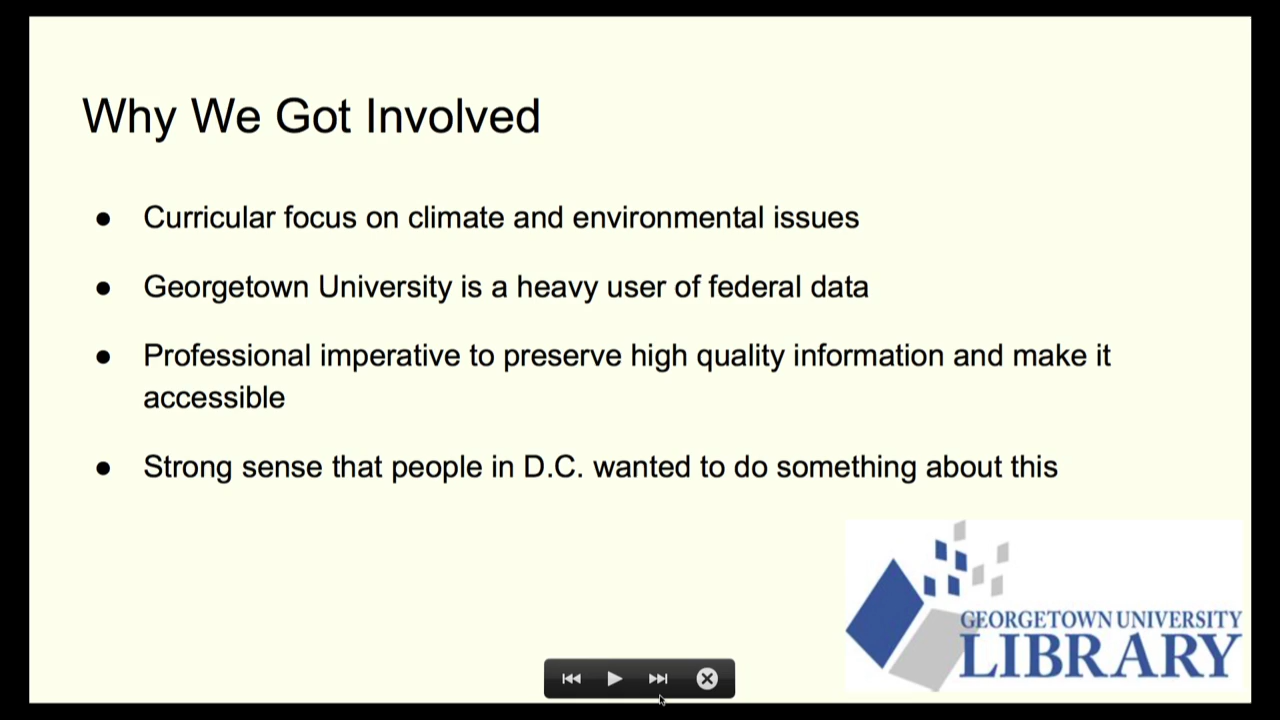 Why We Got Involved
● Curricular focus on climate and environmental issues
● Georgetown University is a heavy user of federal data
● Professional imperative to preserve high quality information and make it
accessible
● Strong sense that people in D.C. wanted to do something about this
GEORGETOWN UNIVERSITY
LIBRARY